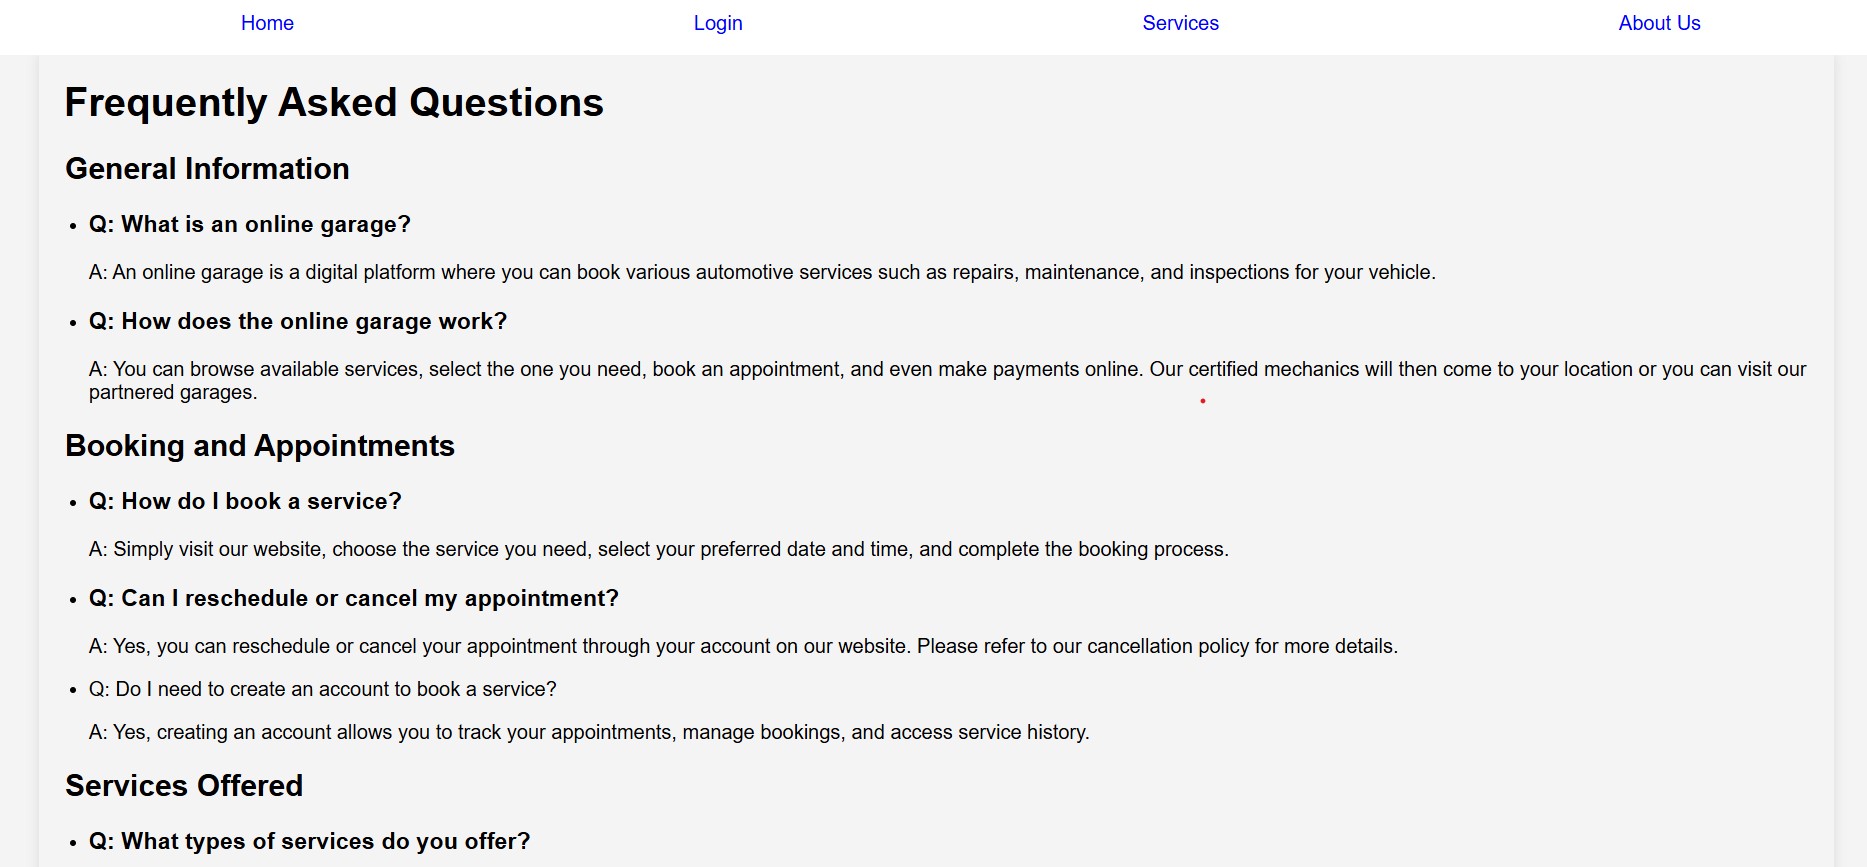 Home Login Services About Us
Frequently Asked Questions
General Information
• Q: What is an online garage?
A: An online garage is a digital platform where you can book various automotive services such as repairs, maintenance, and inspections for your vehicle.
• Q: How does the online garage work?
A: You can browse available services, select the one you need, book an appointment, and even make payments online. Our certified mechanics will then come to your location or you can visit our
partnered garages.
Booking and Appointments
• Q: How do I book a service?
A: Simply visit our website, choose the service you need, select your preferred date and time, and complete the booking process.
• Q: Can I reschedule or cancel my appointment?
A: Yes, you can reschedule or cancel your appointment through your account on our website. Please refer to our cancellation policy for more details.
• Q: Do I need to create an account to book a service?
A: Yes, creating an account allows you to track your appointments, manage bookings, and access service history.
Services Offered
• Q: What types of services do you offer?